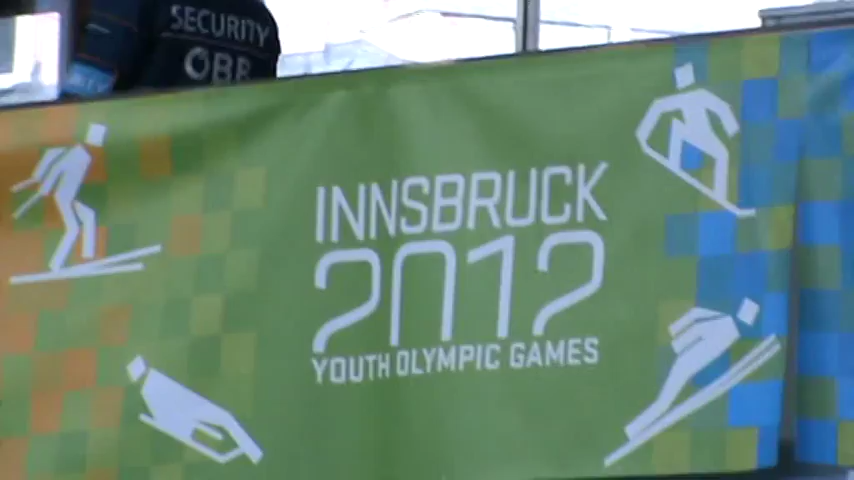 SECURITY
ÖBB
INNSBRUCK
2012
YOUTH OLYMPIC GAMES